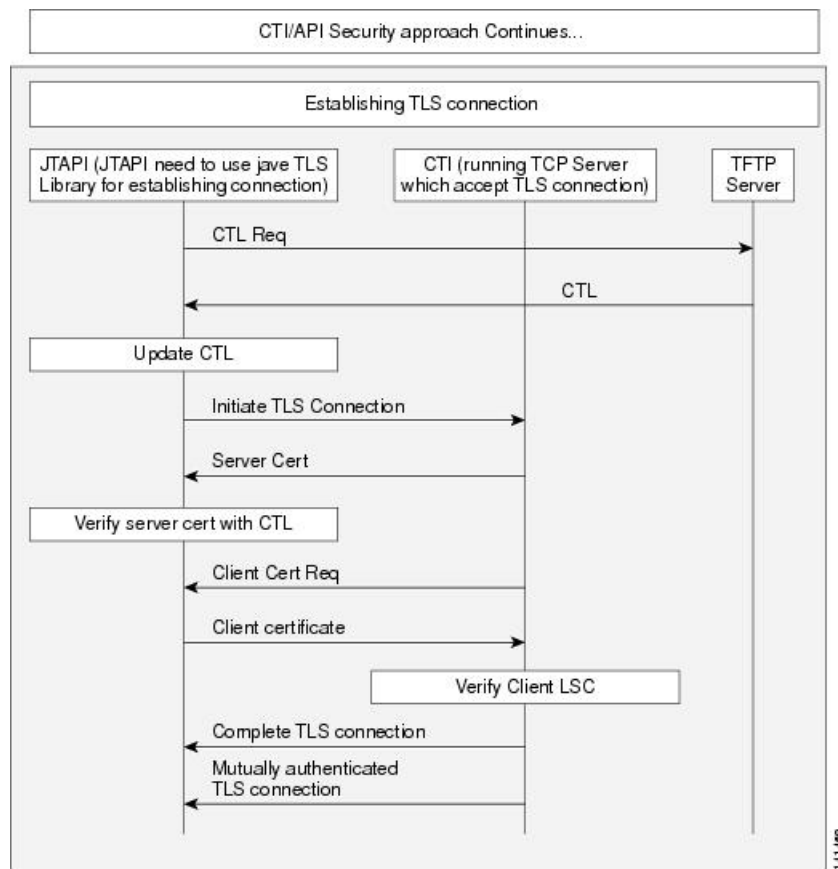 CTI/API Security approach Continues...
Establishing TLS connection
JTAPI (JTAPI need to use jave TLS
Library for establishing connection)
CTI (running TCP Server
which accept TLS connection)
TFTP
Server
CTL Req
CTL
Update CTL
Initiate TLS Connection
Server Cert
Verify server cert with CTL
Client Cert Req
Client certificate
Verify Client LSC
Complete TLS connection
Mutually authenticated
TLS connection